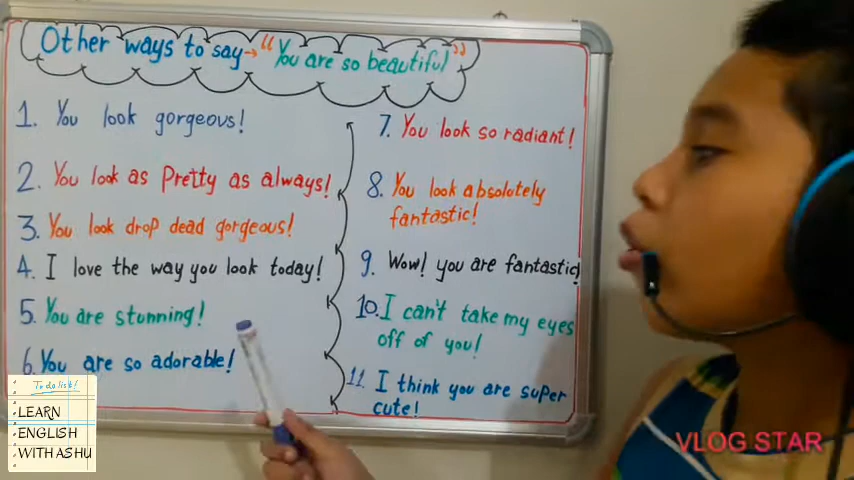 Other ways to say→ "You are so beautiful"
1. You look gorgeous!
2. You look as Pretty as always!
3. You look drop dead gorgeous!
4. I love the way you look today!
5. You are stunning!
6. You are so adorable!
7. You look so radiant!
8. You look absolutely
fantastic!
9. Wow! you are fantastic!
10. I can't take my eyes
off of you!
11. I think you are super
cute!
To do list!
LEARN
ENGLISH
WITH ASHU
VLOG STAR